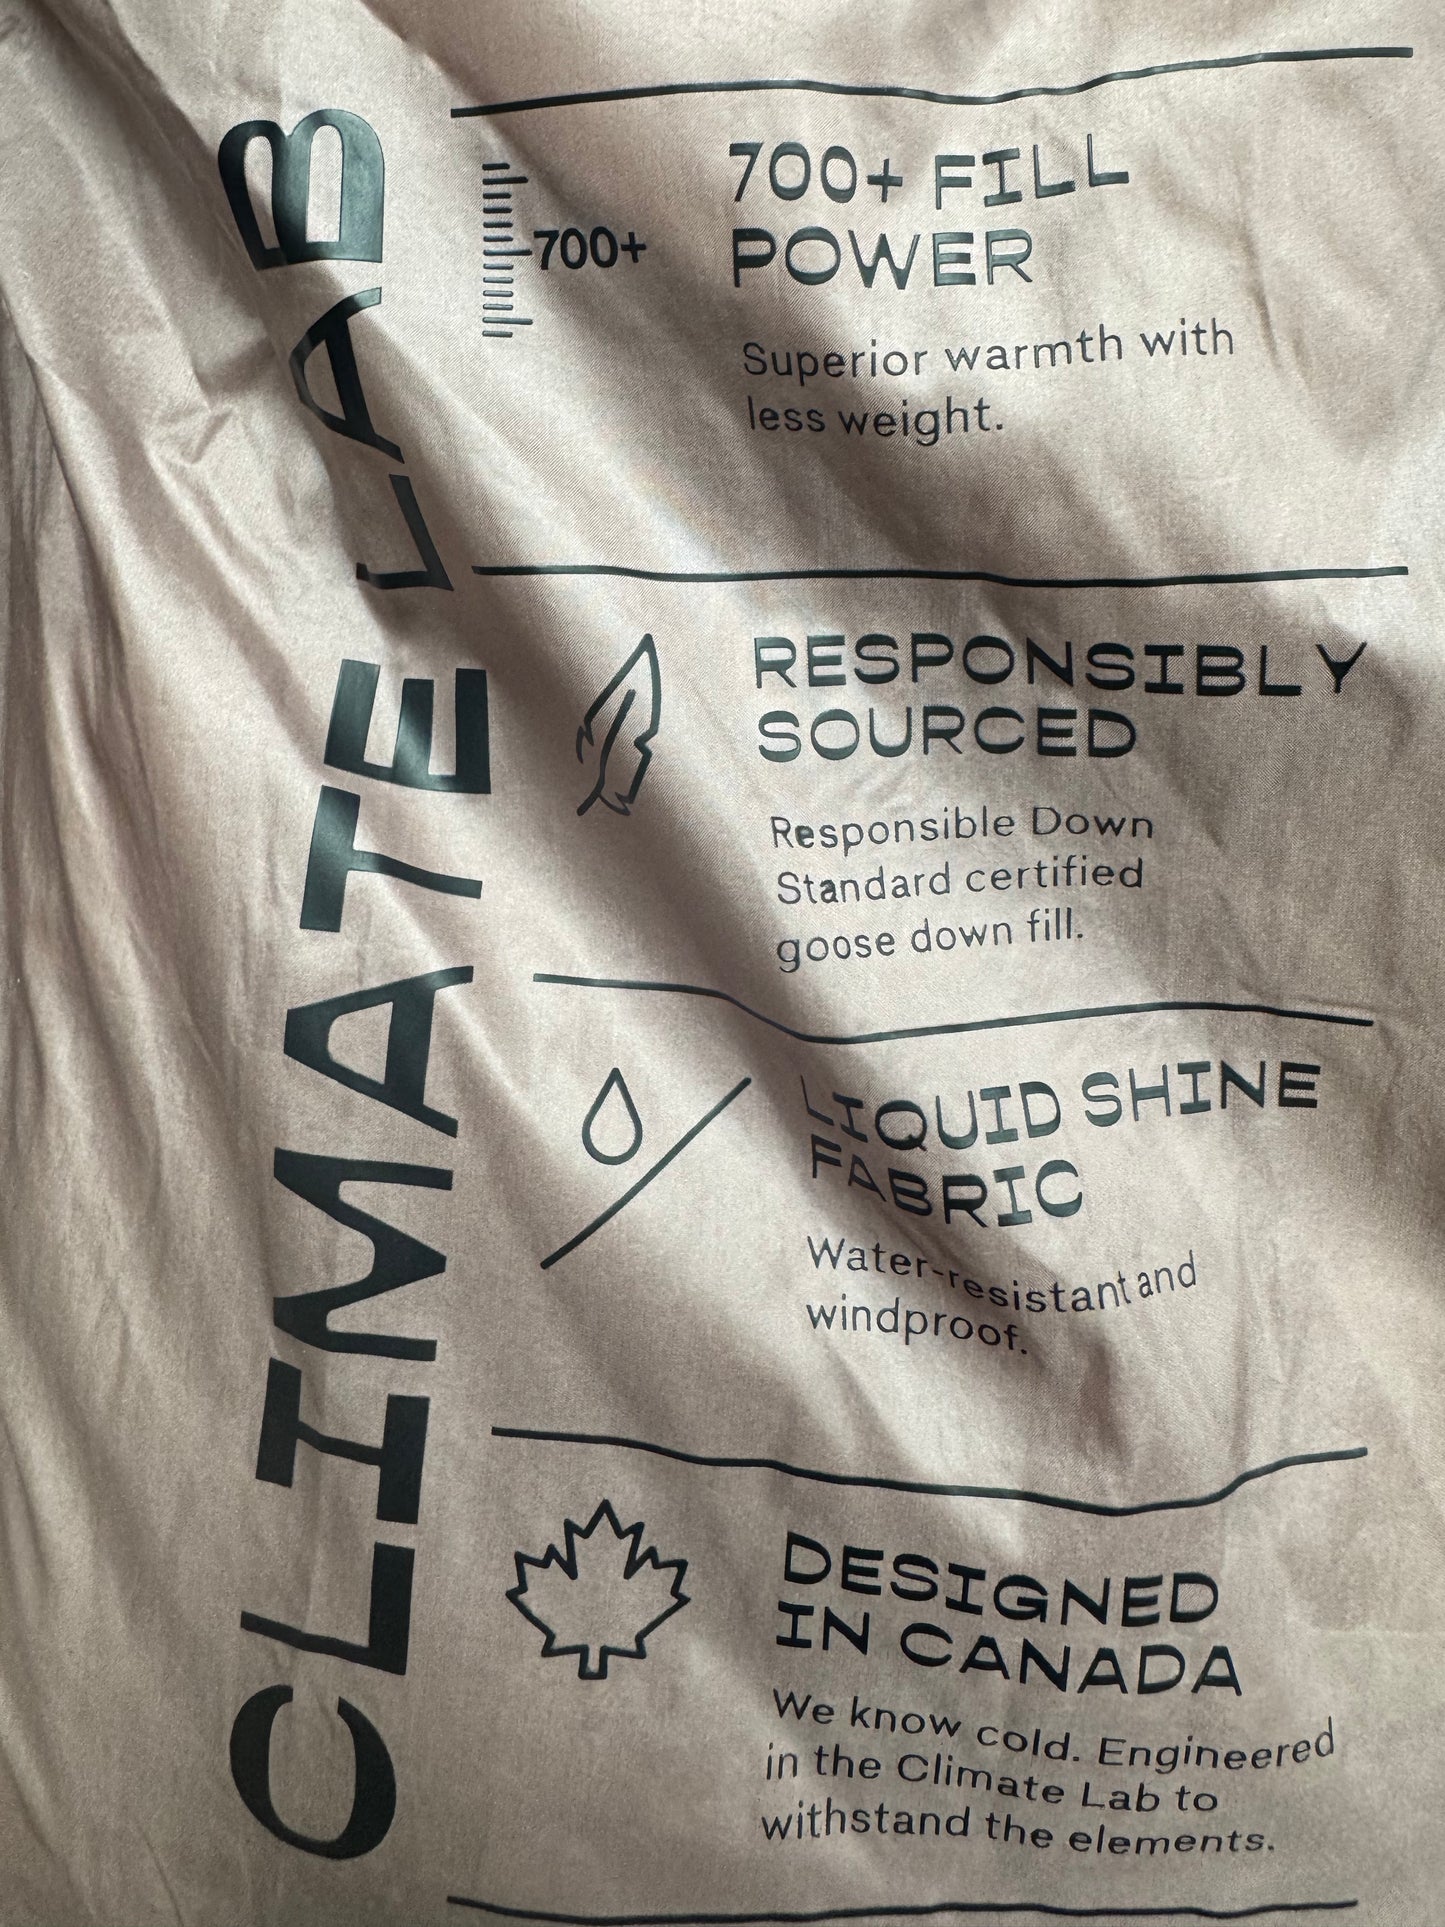 CLIMATE LAB
-700+
700+ FILL
POWER
Superior warmth with
less weight.
RESPONSIBLY
SOURCED
Responsible Down
Standard certified
goose down fill.
LIQUID SHINE
FABRIC
Water-resistant and
windproof.
DESIGNED
IN CANADA
We know cold. Engineered
in the Climate Lab to
withstand the elements.